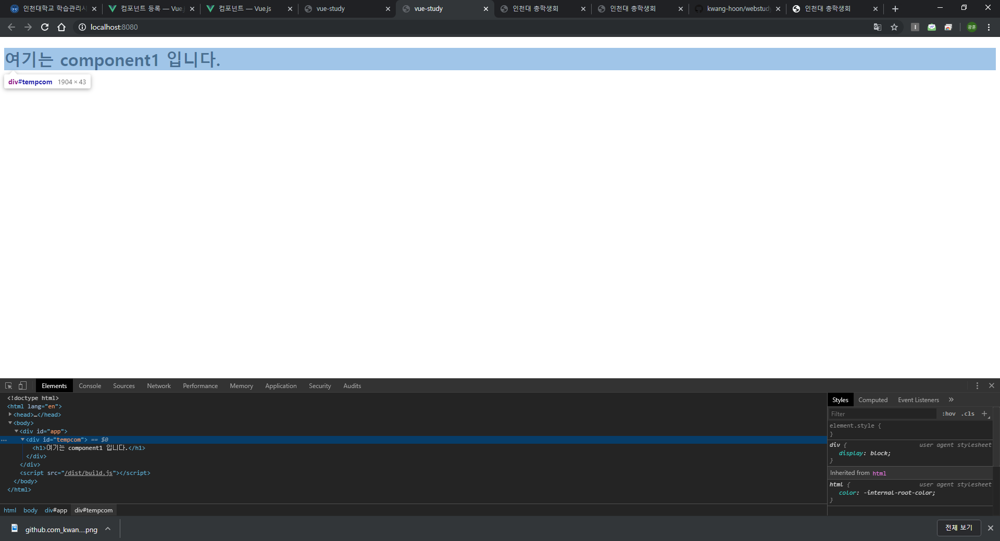 인천대학교 학습관리시
컴포넌트 등록 — Vue.j
컴포넌트 — Vue.js
vue-study
vue-study
인천대 총학생회
인천대 총학생회
kwang-hoon/webstudy
인천대 총학생회
localhost:8080
광훈
여기는 component1 입니다.
div#tempcom 1904 × 43
Elements Console Sources Network Performance Memory Application Security Audits
<!doctype html>
<html lang="en">
<head>…</head>
<body>
<div id="app">
<div id="tempcom"> == $0
<h1>여기는 component1 입니다.</h1>
</div>
</div>
<script src="/dist/build.js"></script>
</body>
</html>
html body div#app div#tempcom
Styles Computed Event Listeners »
Filter :hov .cls +
element.style {
}
div { user agent stylesheet
display: block;
}
Inherited from html
html { user agent stylesheet
color: -internal-root-color;
}
github.com_kwan....png
전체 보기